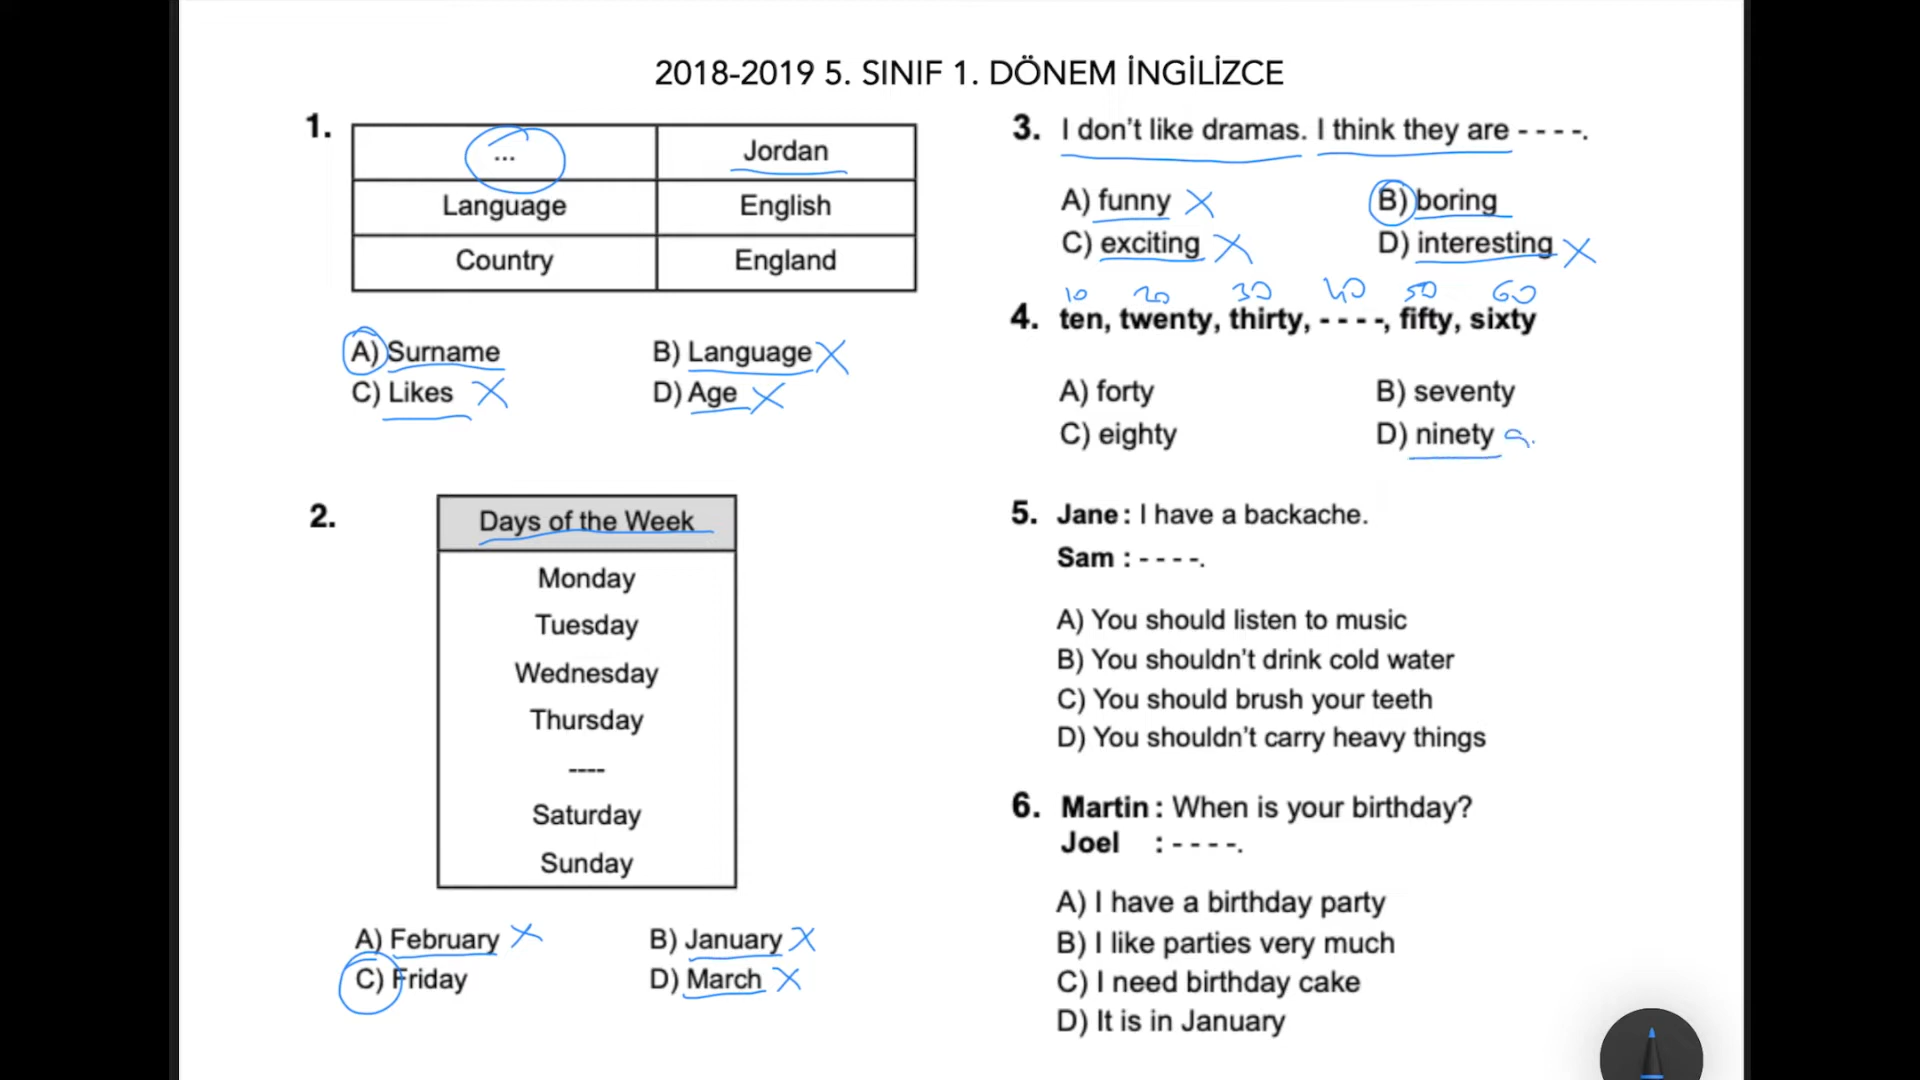 2018-2019 5. SINIF 1. DÖNEM İNGİLİZCE
1.
... Jordan
Language English
Country England
A) Surname B) Language
C) Likes D) Age
2.
Days of the Week
Monday
Tuesday
Wednesday
Thursday
----
Saturday
Sunday
A) February B) January
C) Friday D) March
3. I don't like dramas. I think they are ----.
A) funny B) boring
C) exciting D) interesting
10 20 30 40 50 60
4. ten, twenty, thirty, ----, fifty, sixty
A) forty B) seventy
C) eighty D) ninety 9.
5. Jane : I have a backache.
Sam : ----.
A) You should listen to music
B) You shouldn't drink cold water
C) You should brush your teeth
D) You shouldn't carry heavy things
6. Martin : When is your birthday?
Joel : ----.
A) I have a birthday party
B) I like parties very much
C) I need birthday cake
D) It is in January